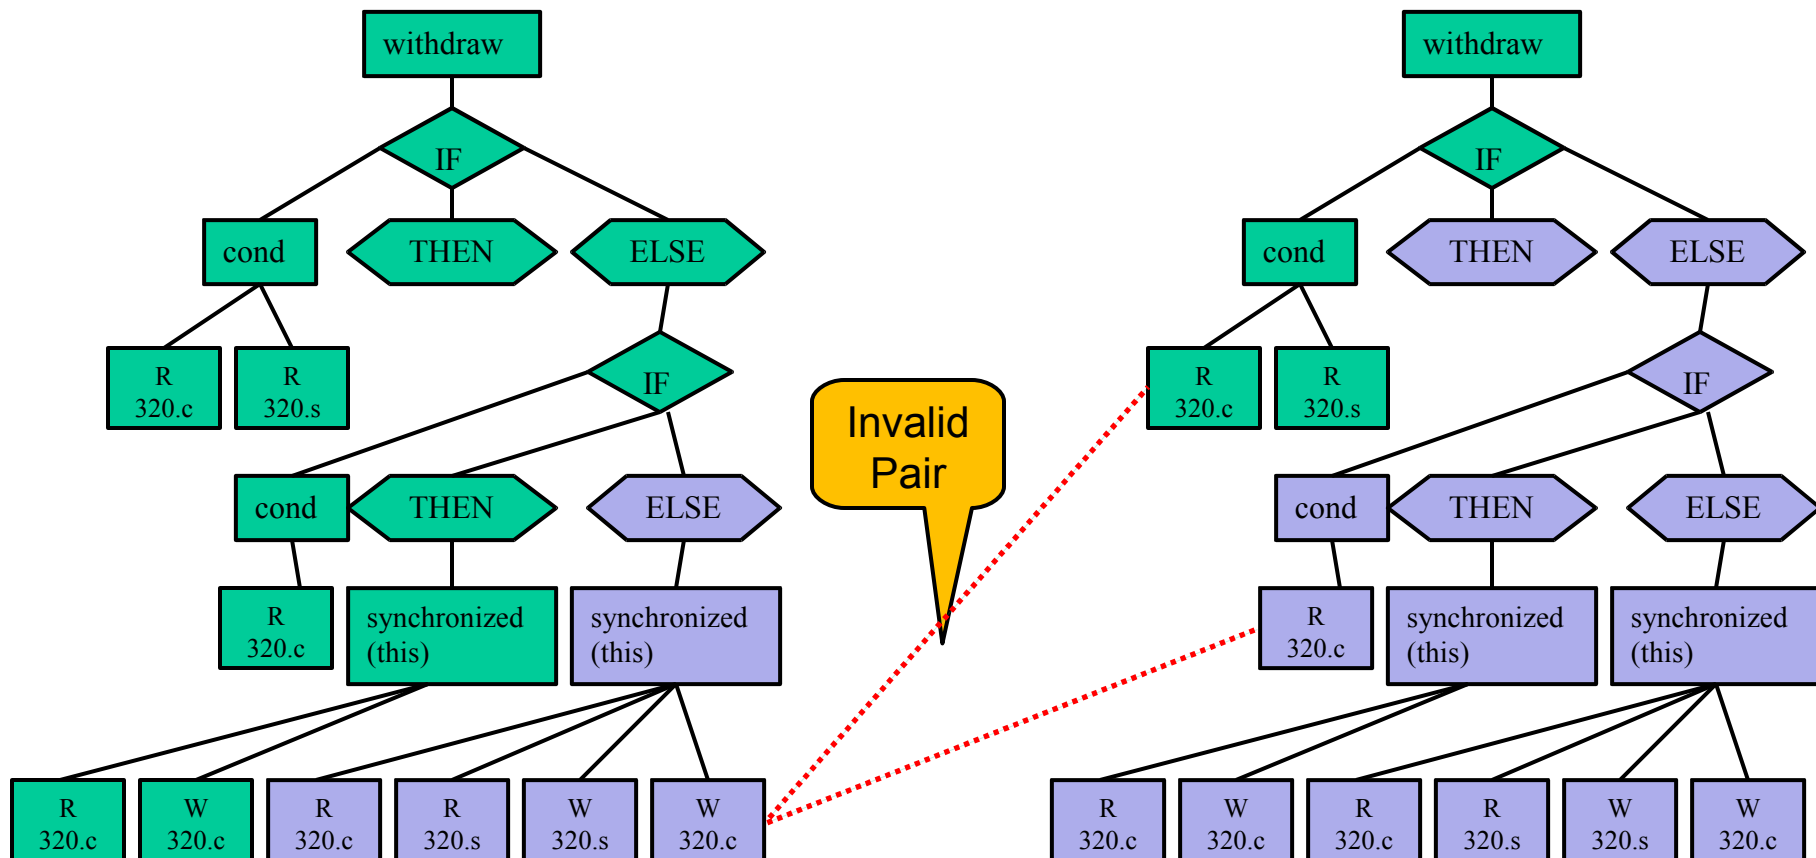 withdraw
withdraw
IF
IF
cond
THEN
ELSE
cond
THEN
ELSE
R
320.c
R
320.s
IF
R
320.c
R
320.s
IF
Invalid
Pair
cond
THEN
ELSE
cond
THEN
ELSE
R
320.c
synchronized
(this)
synchronized
(this)
R
320.c
synchronized
(this)
synchronized
(this)
R
320.c
W
320.c
R
320.c
R
320.s
W
320.s
W
320.c
R
320.c
W
320.c
R
320.c
R
320.s
W
320.s
W
320.c